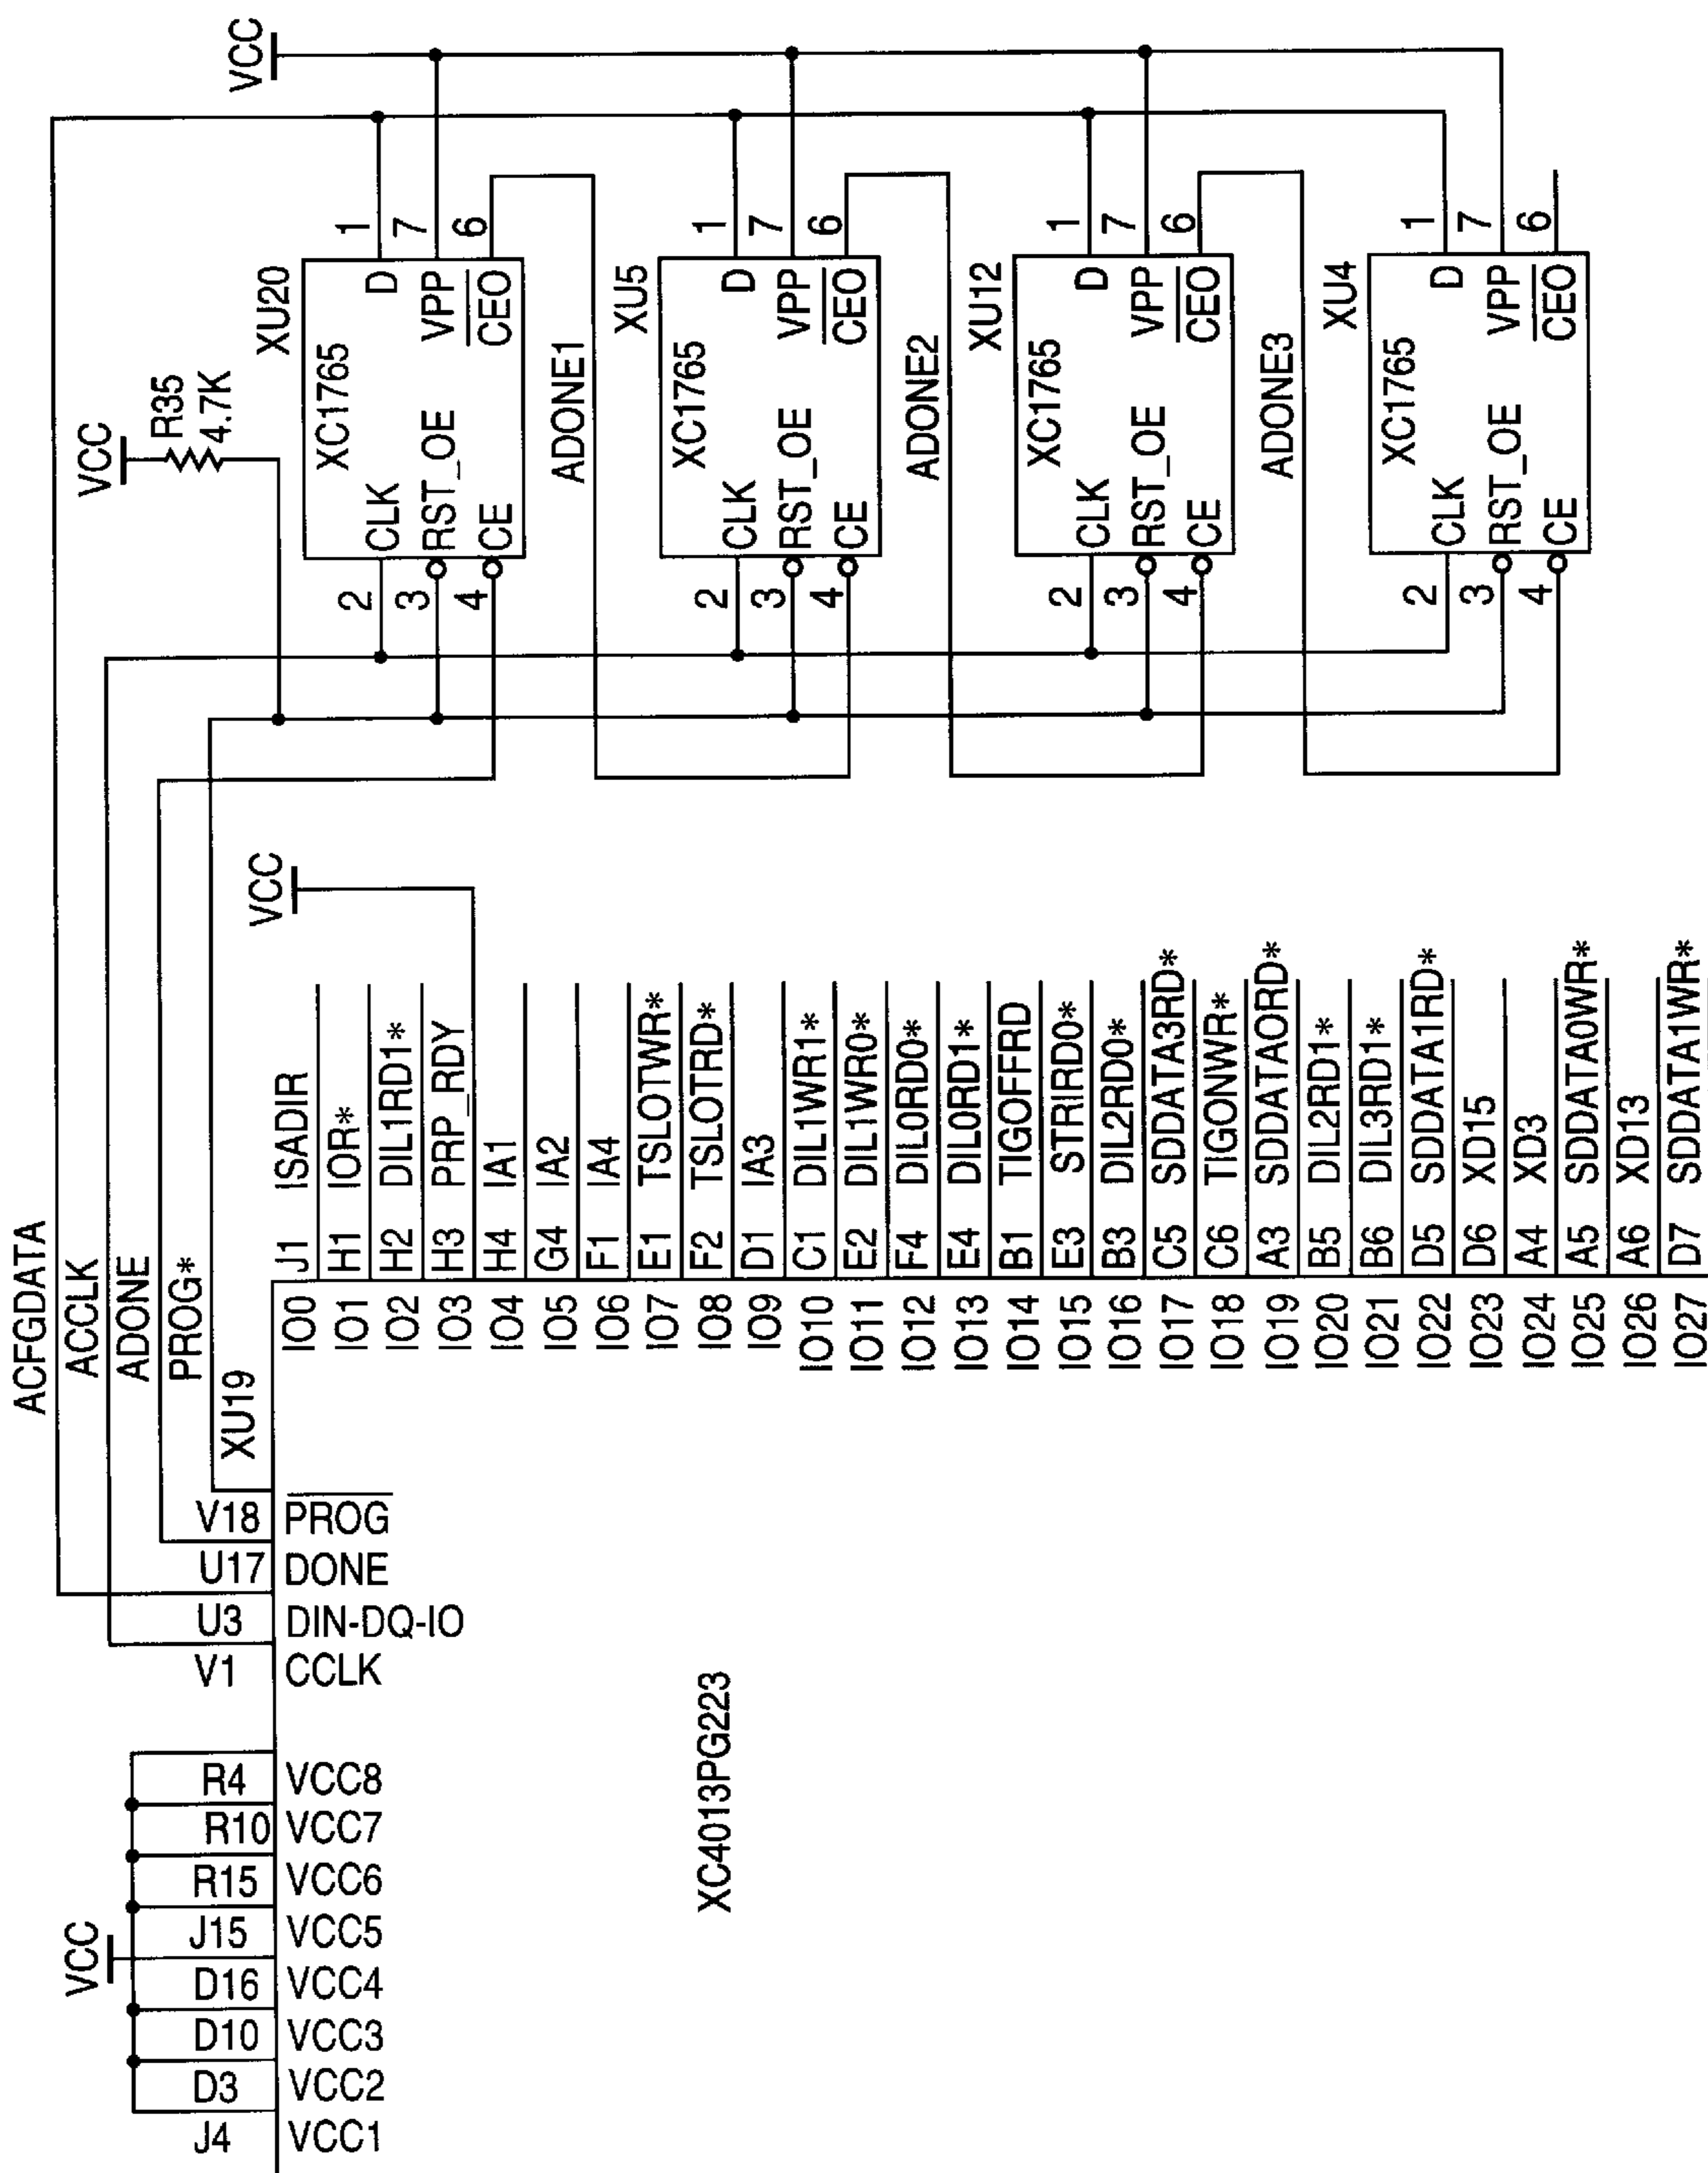 VCC
VCC
R35
4.7K
XU20
XC1765
D
VPP
CEO
CLK
RST_OE
CE
1
7
6
2
3
4
ADONE1
XU5
XC1765
D
VPP
CEO
CLK
RST_OE
CE
1
7
6
2
3
4
ADONE2
XU12
XC1765
D
VPP
CEO
CLK
RST_OE
CE
1
7
6
2
3
4
ADONE3
XU4
XC1765
D
VPP
CEO
CLK
RST_OE
CE
1
7
6
2
3
4
VCC
ACFGDATA
ACCLK
ADONE
PROG*
XU19
IO0 J1 ISADIR
IO1 H1 IOR*
IO2 H2 DIL1RD1*
IO3 H3 PRP_RDY
IO4 H4 IA1
IO5 G4 IA2
IO6 F1 IA4
IO7 E1 TSLOTWR*
IO8 F2 TSLOTRD*
IO9 D1 IA3
IO10 C1 DIL1WR1*
IO11 E2 DIL1WR0*
IO12 F4 DIL0RD0*
IO13 E4 DIL0RD1*
IO14 B1 TIGOFFRD
IO15 E3 STRIRD0*
IO16 B3 DIL2RD0*
IO17 C5 SDDATA3RD*
IO18 C6 TIGONWR*
IO19 A3 SDDATAORD*
IO20 B5 DIL2RD1*
IO21 B6 DIL3RD1*
IO22 D5 SDDATA1RD*
IO23 D6 XD15
IO24 A4 XD3
IO25 A5 SDDATA0WR*
IO26 A6 XD13
IO27 D7 SDDATA1WR*
V18 PROG
U17 DONE
U3 DIN-DQ-IO
V1 CCLK
XC4013PG223
R4 VCC8
R10 VCC7
R15 VCC6
J15 VCC5
VCC
D16 VCC4
D10 VCC3
D3 VCC2
J4 VCC1